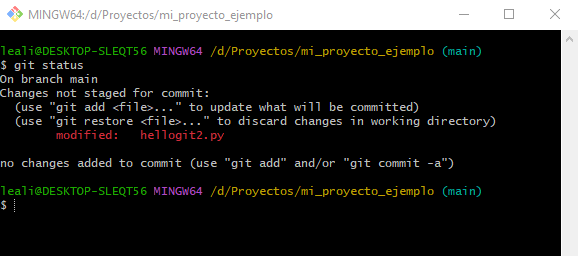 MINGW64:/d/Proyectos/mi_proyecto_ejemplo
leali@DESKTOP-SLEQT56 MINGW64 /d/Proyectos/mi_proyecto_ejemplo (main)
$ git status
On branch main
Changes not staged for commit:
  (use "git add <file>..." to update what will be committed)
  (use "git restore <file>..." to discard changes in working directory)
        modified:   hellogit2.py

no changes added to commit (use "git add" and/or "git commit -a")

leali@DESKTOP-SLEQT56 MINGW64 /d/Proyectos/mi_proyecto_ejemplo (main)
$